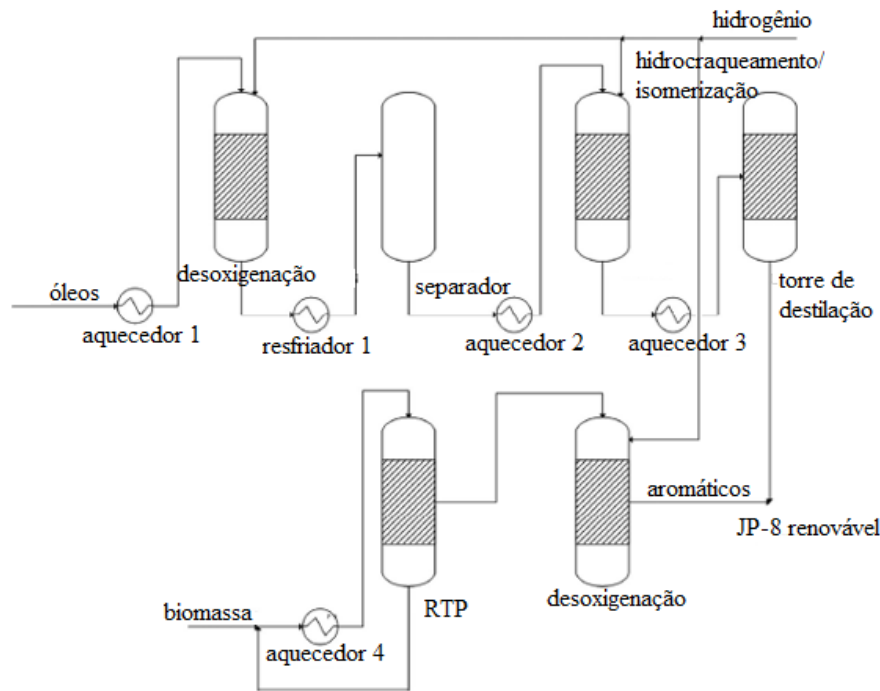 hidrogênio
hidrocraqueamento/
isomerização
óleos
aquecedor 1
desoxigenação
resfriador 1
separador
aquecedor 2
aquecedor 3
torre de
destilação
aromáticos
JP-8 renovável
biomassa
aquecedor 4
RTP
desoxigenação